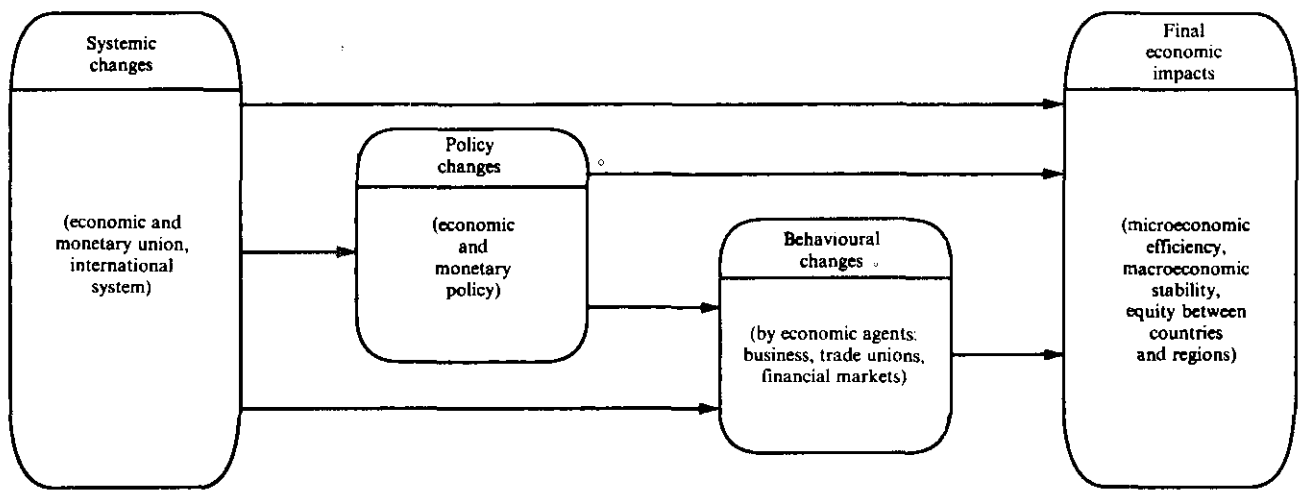 Systemic
changes
(economic and
monetary union,
international
system)
Policy
changes
(economic
and
monetary
policy)
Behavioural
changes
(by economic agents:
business, trade unions,
financial markets)
Final
economic
impacts
(microeconomic
efficiency,
macroeconomic
stability,
equity between
countries
and regions)